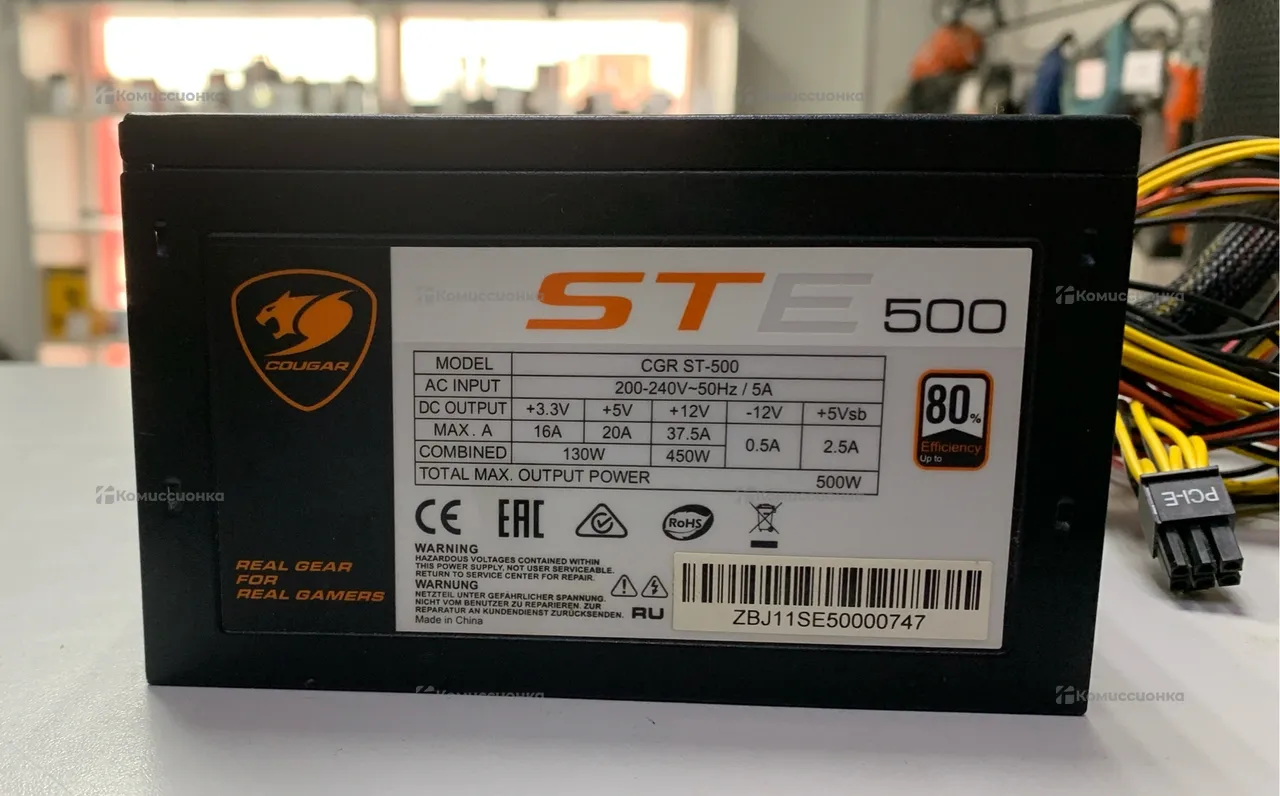 Комиссионка
Комиссионка
Комиссионка
STE 500
Комиссионка
Комиссионка
COUGAR
MODEL CGR ST-500
AC INPUT 200-240V~50Hz / 5A
DC OUTPUT +3.3V +5V +12V -12V +5Vsb
MAX. A 16A 20A 37.5A 0.5A 2.5A
COMBINED 130W 450W
TOTAL MAX. OUTPUT POWER 500W
80%
Efficiency
Up to
PCI-E
Комиссионка
Комиссионка
CE EAC RoHS
WARNING
HAZARDOUS VOLTAGES CONTAINED WITHIN
THIS POWER SUPPLY, NOT USER SERVICEABLE.
RETURN TO SERVICE CENTER FOR REPAIR.
WARNUNG
NETZTEIL UNTER GEFÄHRLICHER SPANNUNG.
NICHT VOM BENUTZER ZU REPARIEREN. ZUR
REPARATUR AN KUNDENDIENST ZURÜCKSENDEN.
Made in China
RU
REAL GEAR
FOR
REAL GAMERS
ZBJ11SE50000747
Комиссионка
Комиссионка